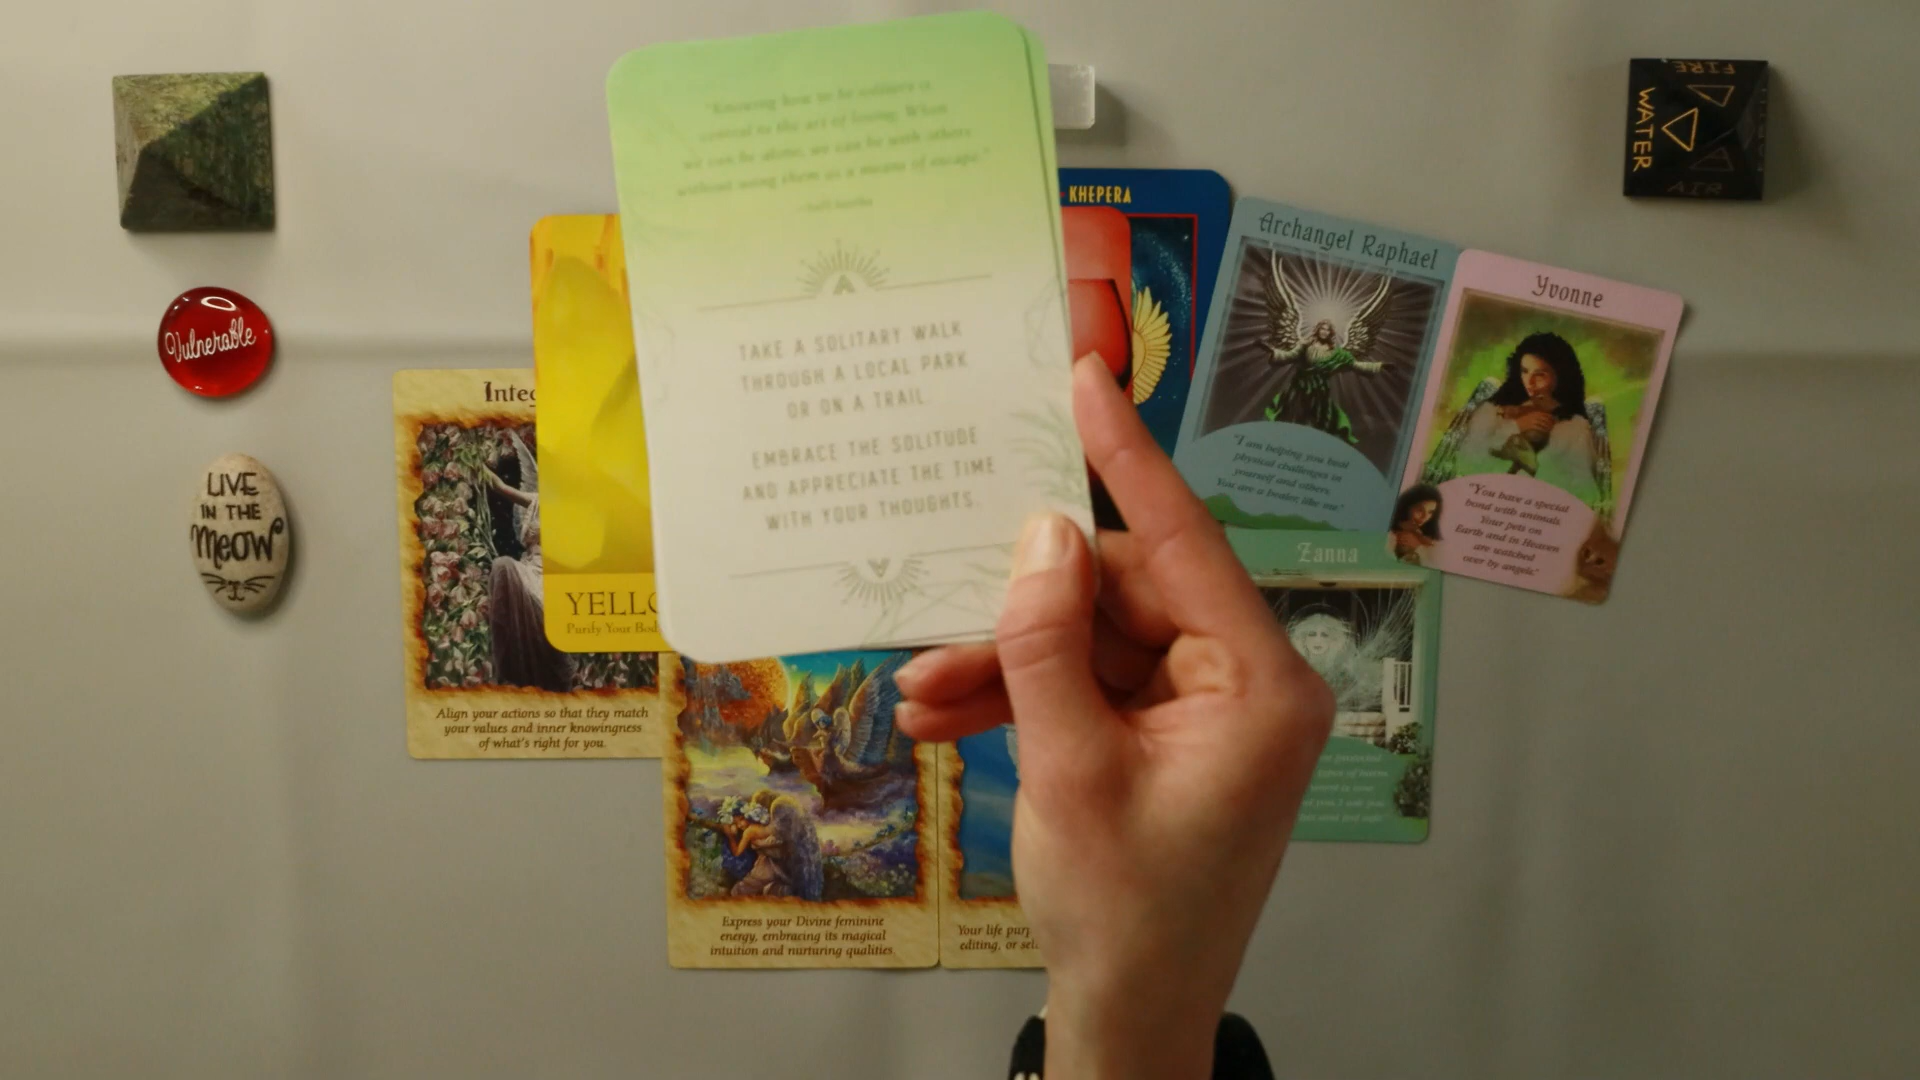 "Knowing how to be solitary is
central to the art of loving. When
we can be alone, we can be with others
without using them as a means of escape."
TAKE A SOLITARY WALK
THROUGH A LOCAL PARK
OR ON A TRAIL.
EMBRACE THE SOLITUDE
AND APPRECIATE THE TIME
WITH YOUR THOUGHTS.
KHEPERA
Archangel Raphael
"I am helping you heal
physical challenges in
yourself and others.
You are a healer, like me."
Yvonne
"You have a special
bond with animals.
Your pets on
Earth and in Heaven
are watched
over by angels."
Zanna
FIRE
WATER
AIR
Vulnerable
LIVE
IN THE
MEOW
Align your actions so that they match
your values and inner knowingness
of what's right for you.
Purify Your
Express your Divine feminine
energy, embracing its magical
intuition and nurturing qualities
Your life
editing, or